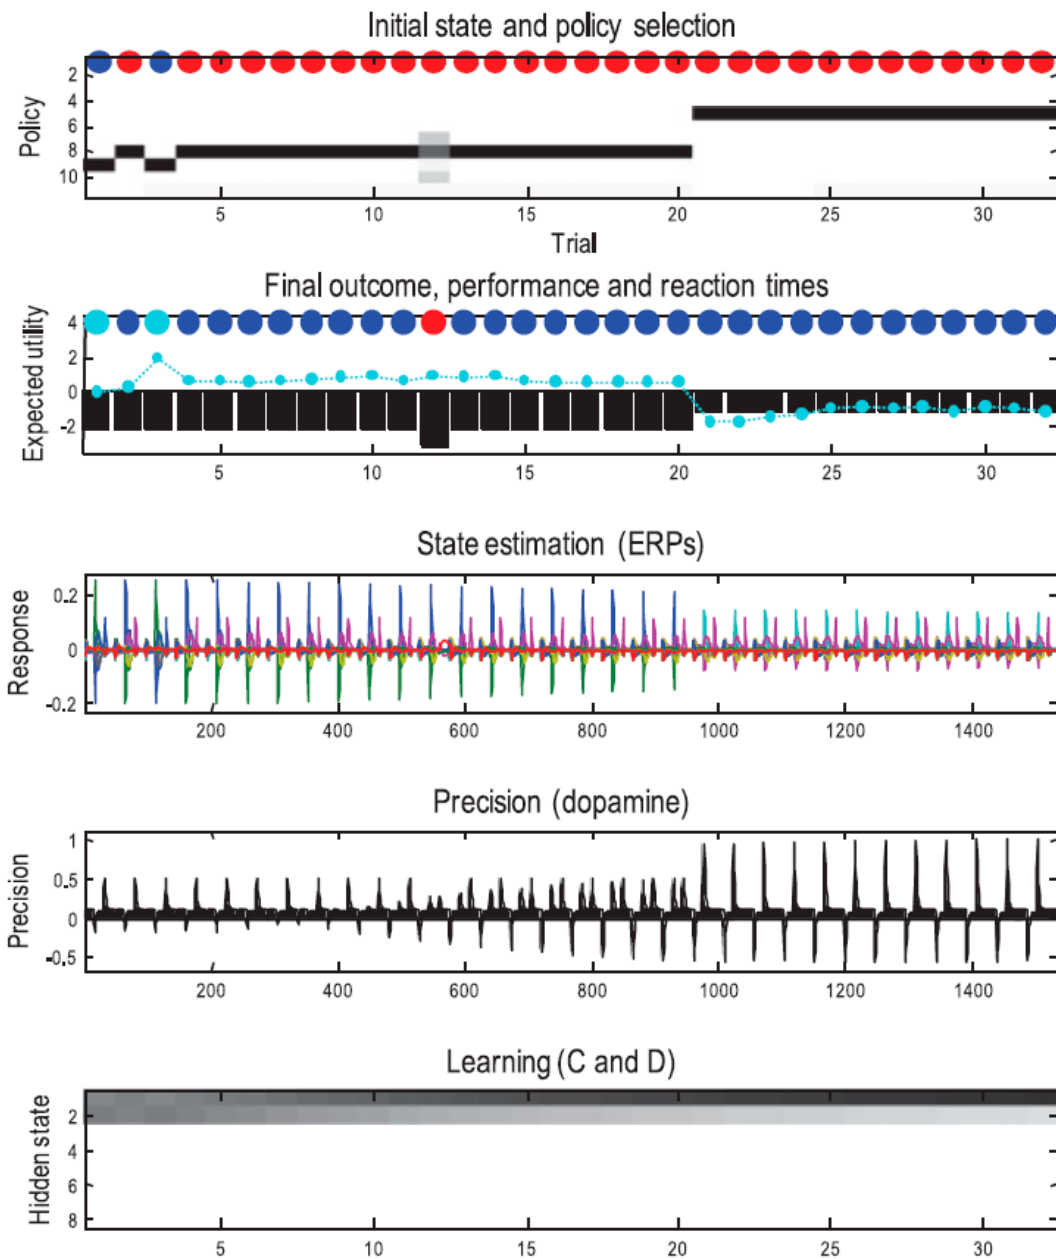 Initial state and policy selection
Policy
2
4
6
8
10
5 10 15 20 25 30
Trial
Final outcome, performance and reaction times
Expected utility
4
2
0
-2
5 10 15 20 25 30
State estimation (ERPs)
Response
0.2
0
-0.2
200 400 600 800 1000 1200 1400
Precision (dopamine)
Precision
1
0.5
0
-0.5
200 400 600 800 1000 1200 1400
Learning (C and D)
Hidden state
2
4
6
8
5 10 15 20 25 30